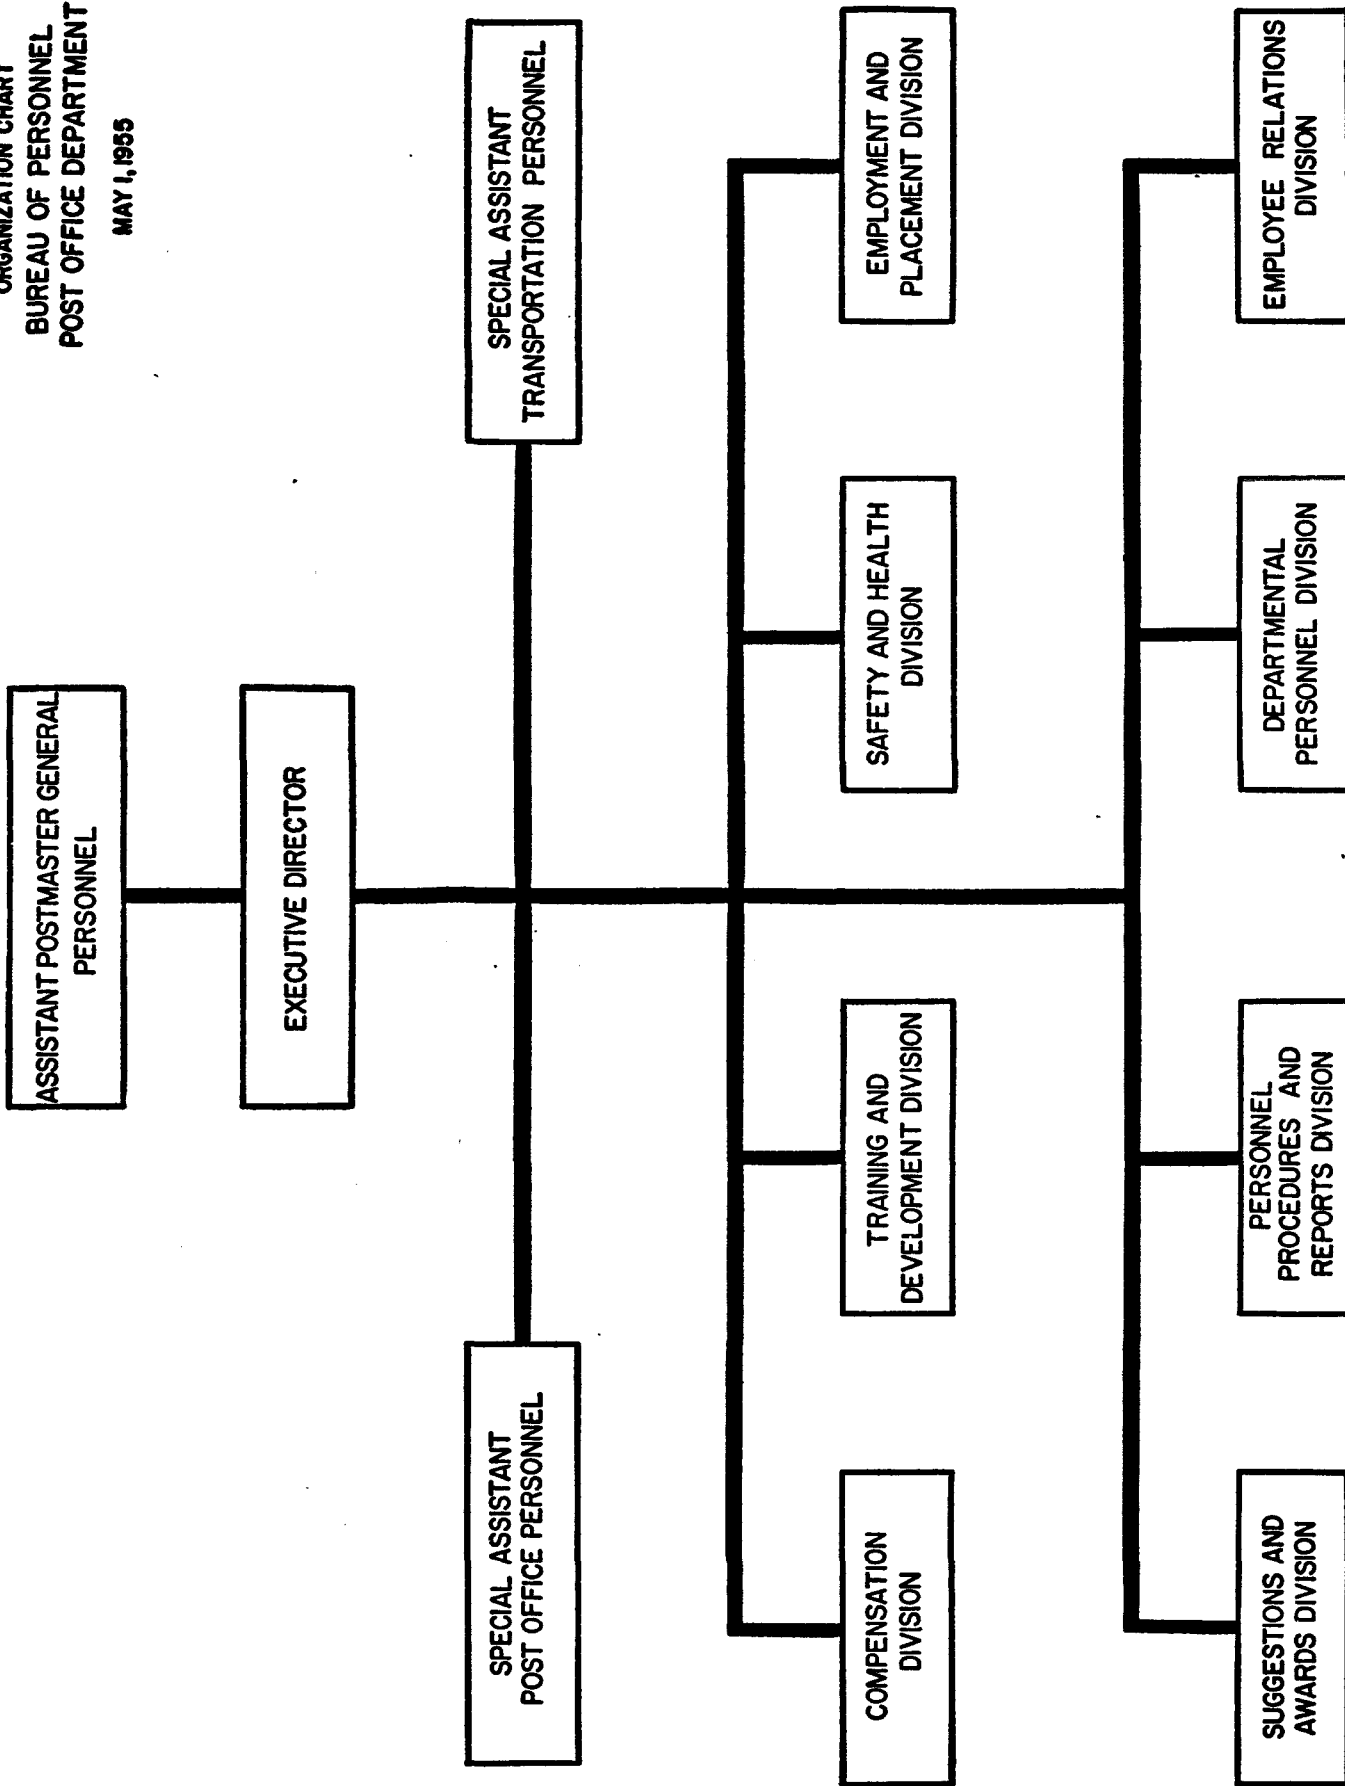 ORGANIZATION CHART
BUREAU OF PERSONNEL
POST OFFICE DEPARTMENT
MAY 1, 1955
ASSISTANT POSTMASTER GENERAL
PERSONNEL
EXECUTIVE DIRECTOR
SPECIAL ASSISTANT
POST OFFICE PERSONNEL
SPECIAL ASSISTANT
TRANSPORTATION PERSONNEL
COMPENSATION
DIVISION
TRAINING AND
DEVELOPMENT DIVISION
SAFETY AND HEALTH
DIVISION
EMPLOYMENT AND
PLACEMENT DIVISION
SUGGESTIONS AND
AWARDS DIVISION
PERSONNEL
PROCEDURES AND
REPORTS DIVISION
DEPARTMENTAL
PERSONNEL DIVISION
EMPLOYEE RELATIONS
DIVISION